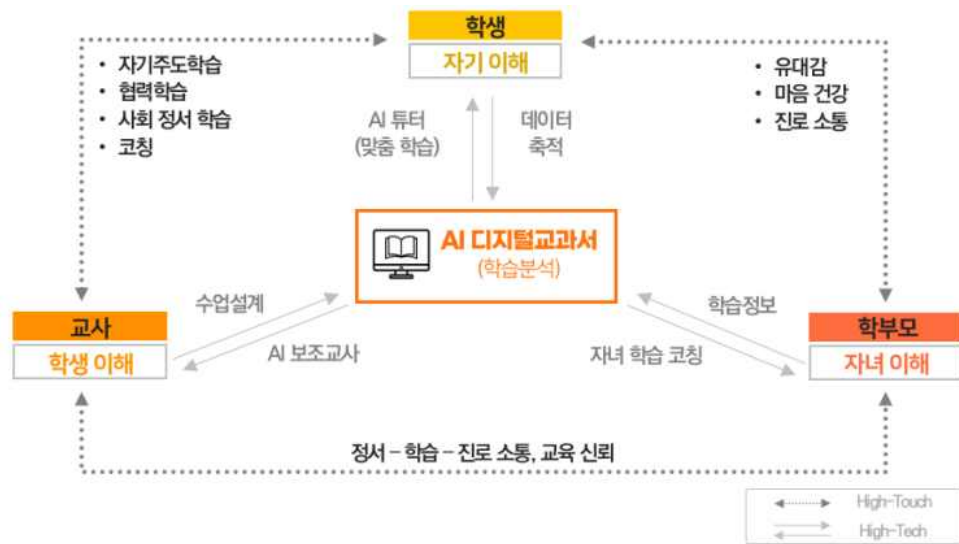 학생
자기 이해
• 자기주도학습
• 협력학습
• 사회 정서 학습
• 코칭
• 유대감
• 마음 건강
• 진로 소통
AI 튜터
(맞춤 학습)
데이터
축적
AI 디지털교과서
(학습분석)
수업설계
AI 보조교사
학습정보
자녀 학습 코칭
교사
학생 이해
학부모
자녀 이해
정서 – 학습 – 진로 소통, 교육 신뢰
High-Touch
High-Tech